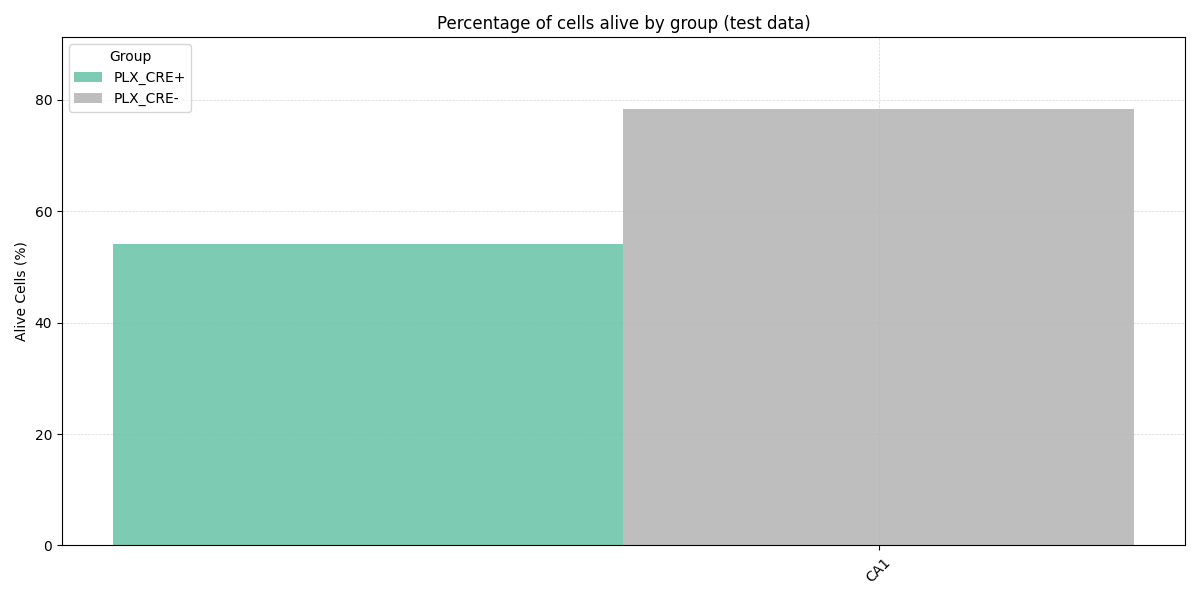 Percentage of cells alive by group (test data)
Group
PLX_CRE+
PLX_CRE-
80
60
40
20
0
Alive Cells (%)
CA1